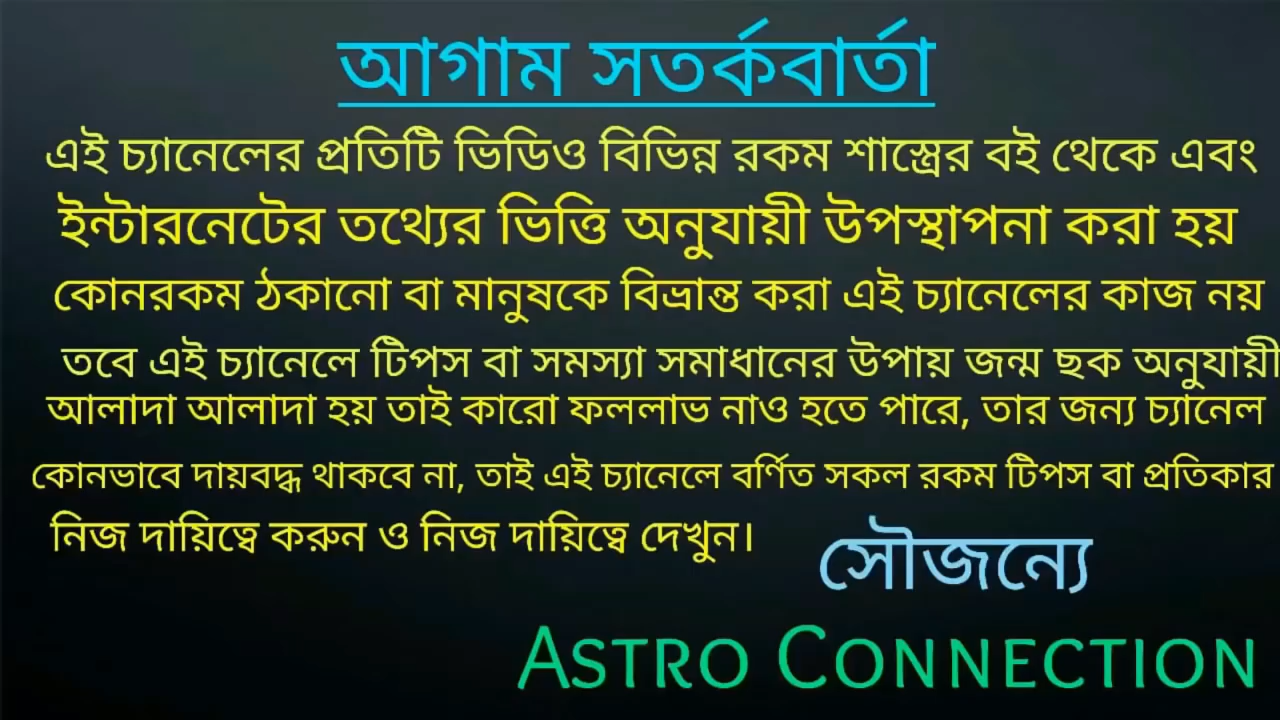 আগাম সতর্কবার্তা
এই চ্যানেলের প্রতিটি ভিডিও বিভিন্ন রকম শাস্ত্রের বই থেকে এবং
ইন্টারনেটের তথ্যের ভিত্তি অনুযায়ী উপস্থাপনা করা হয়
কোনরকম ঠকানো বা মানুষকে বিভ্রান্ত করা এই চ্যানেলের কাজ নয়
তবে এই চ্যানেলে টিপস বা সমস্যা সমাধানের উপায় জন্ম ছক অনুযায়ী
আলাদা আলাদা হয় তাই কারো ফললাভ নাও হতে পারে, তার জন্য চ্যানেল
কোনভাবে দায়বদ্ধ থাকবে না, তাই এই চ্যানেলে বর্ণিত সকল রকম টিপস বা প্রতিকার
নিজ দায়িত্বে করুন ও নিজ দায়িত্বে দেখুন।
সৌজন্যে
ASTRO CONNECTION